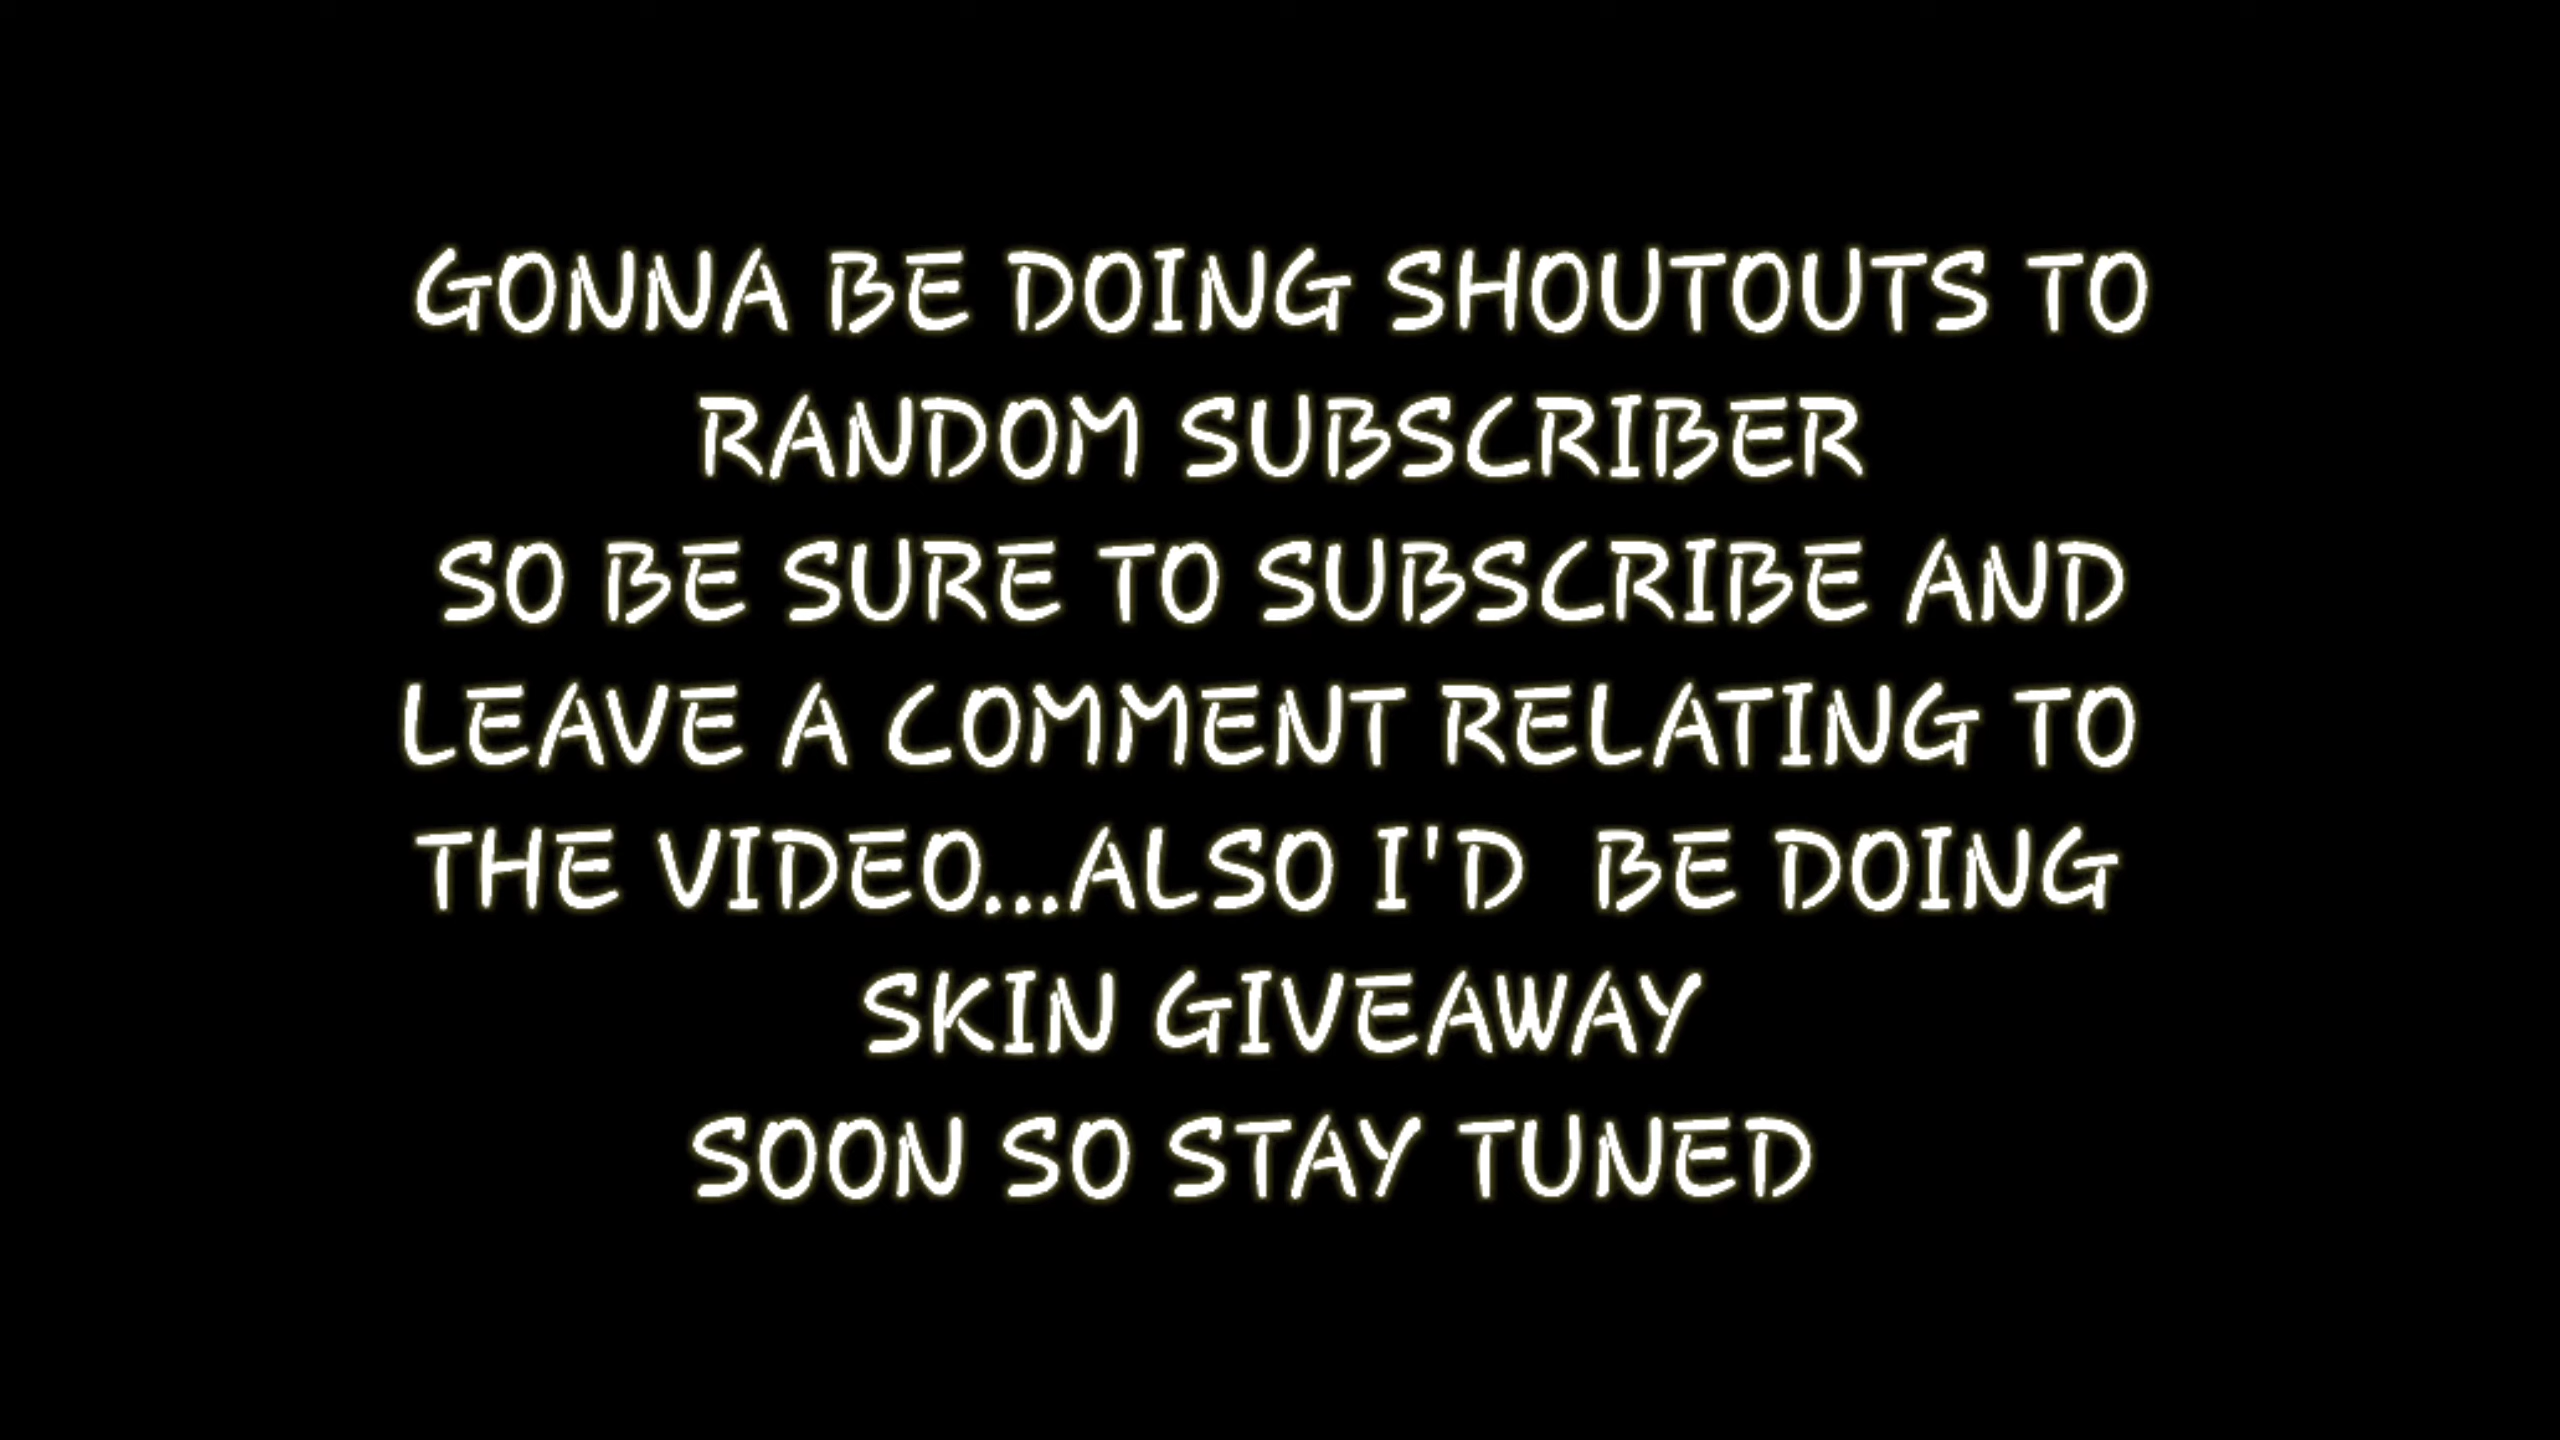 GONNA BE DOING SHOUTOUTS TO
RANDOM SUBSCRIBER
SO BE SURE TO SUBSCRIBE AND
LEAVE A COMMENT RELATING TO
THE VIDEO...ALSO I'D  BE DOING
SKIN GIVEAWAY
SOON SO STAY TUNED